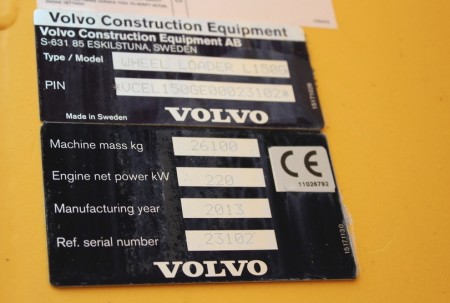 Volvo Construction Equipment
Volvo Construction Equipment AB
S-631 85 ESKILSTUNA, SWEDEN
Type / Model WHEEL LOADER L150G
PIN *VCEL150GE00023102*
Made in Sweden VOLVO
Machine mass kg 26100
Engine net power kW 220
CE
11026792
Manufacturing year 2013
Ref. serial number 23102
VOLVO